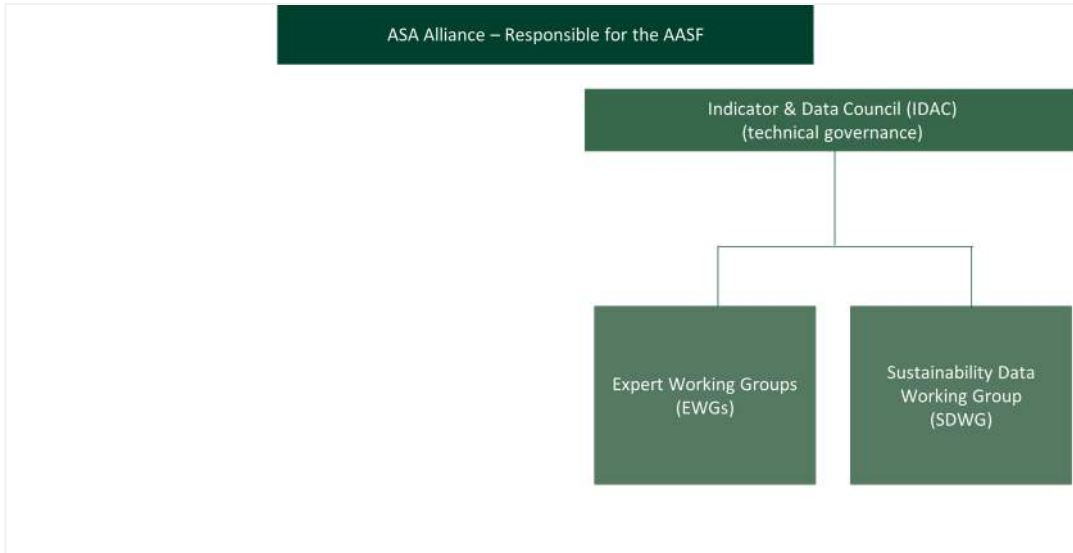 ASA Alliance – Responsible for the AASF
Indicator & Data Council (IDAC)
(technical governance)
Expert Working Groups
(EWGs)
Sustainability Data
Working Group
(SDWG)